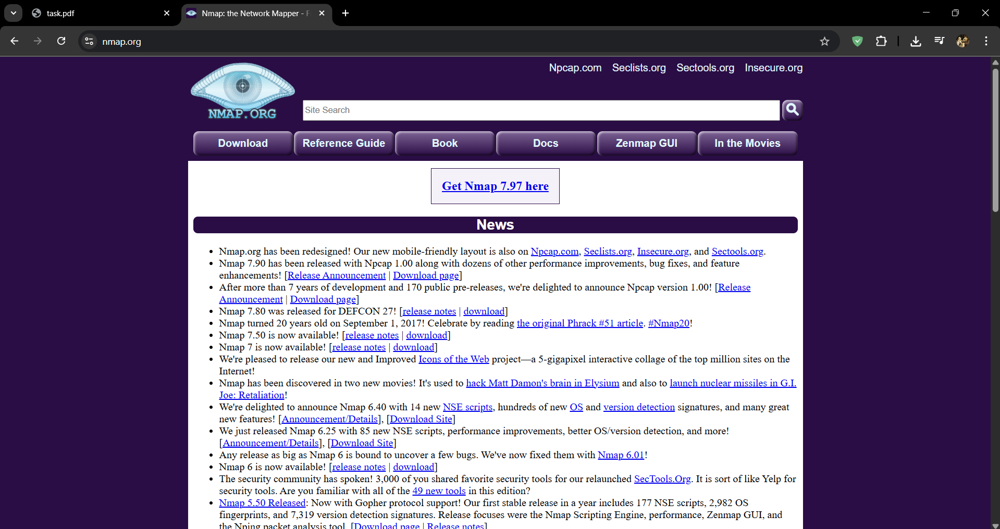 task.pdf
Nmap: the Network Mapper - F
nmap.org
Npcap.com Seclists.org Sectools.org Insecure.org
NMAP.ORG
Site Search
Download Reference Guide Book Docs Zenmap GUI In the Movies
Get Nmap 7.97 here
News
• Nmap.org has been redesigned! Our new mobile-friendly layout is also on Npcap.com, Seclists.org, Insecure.org, and Sectools.org.
• Nmap 7.90 has been released with Npcap 1.00 along with dozens of other performance improvements, bug fixes, and feature
enhancements! [Release Announcement | Download page]
• After more than 7 years of development and 170 public pre-releases, we're delighted to announce Npcap version 1.00! [Release
Announcement | Download page]
• Nmap 7.80 was released for DEFCON 27! [release notes | download]
• Nmap turned 20 years old on September 1, 2017! Celebrate by reading the original Phrack #51 article. #Nmap20!
• Nmap 7.50 is now available! [release notes | download]
• Nmap 7 is now available! [release notes | download]
• We're pleased to release our new and Improved Icons of the Web project—a 5-gigapixel interactive collage of the top million sites on the
Internet!
• Nmap has been discovered in two new movies! It's used to hack Matt Damon's brain in Elysium and also to launch nuclear missiles in G.I.
Joe: Retaliation!
• We're delighted to announce Nmap 6.40 with 14 new NSE scripts, hundreds of new OS and version detection signatures, and many great
new features! [Announcement/Details], [Download Site]
• We just released Nmap 6.25 with 85 new NSE scripts, performance improvements, better OS/version detection, and more!
[Announcement/Details], [Download Site]
• Any release as big as Nmap 6 is bound to uncover a few bugs. We've now fixed them with Nmap 6.01!
• Nmap 6 is now available! [release notes | download]
• The security community has spoken! 3,000 of you shared favorite security tools for our relaunched SecTools.Org. It is sort of like Yelp for
security tools. Are you familiar with all of the 49 new tools in this edition?
• Nmap 5.50 Released: Now with Gopher protocol support! Our first stable release in a year includes 177 NSE scripts, 2,982 OS
fingerprints, and 7,319 version detection signatures. Release focuses were the Nmap Scripting Engine, performance, Zenmap GUI, and
the Nping packet analysis tool. [Download page | Release notes]